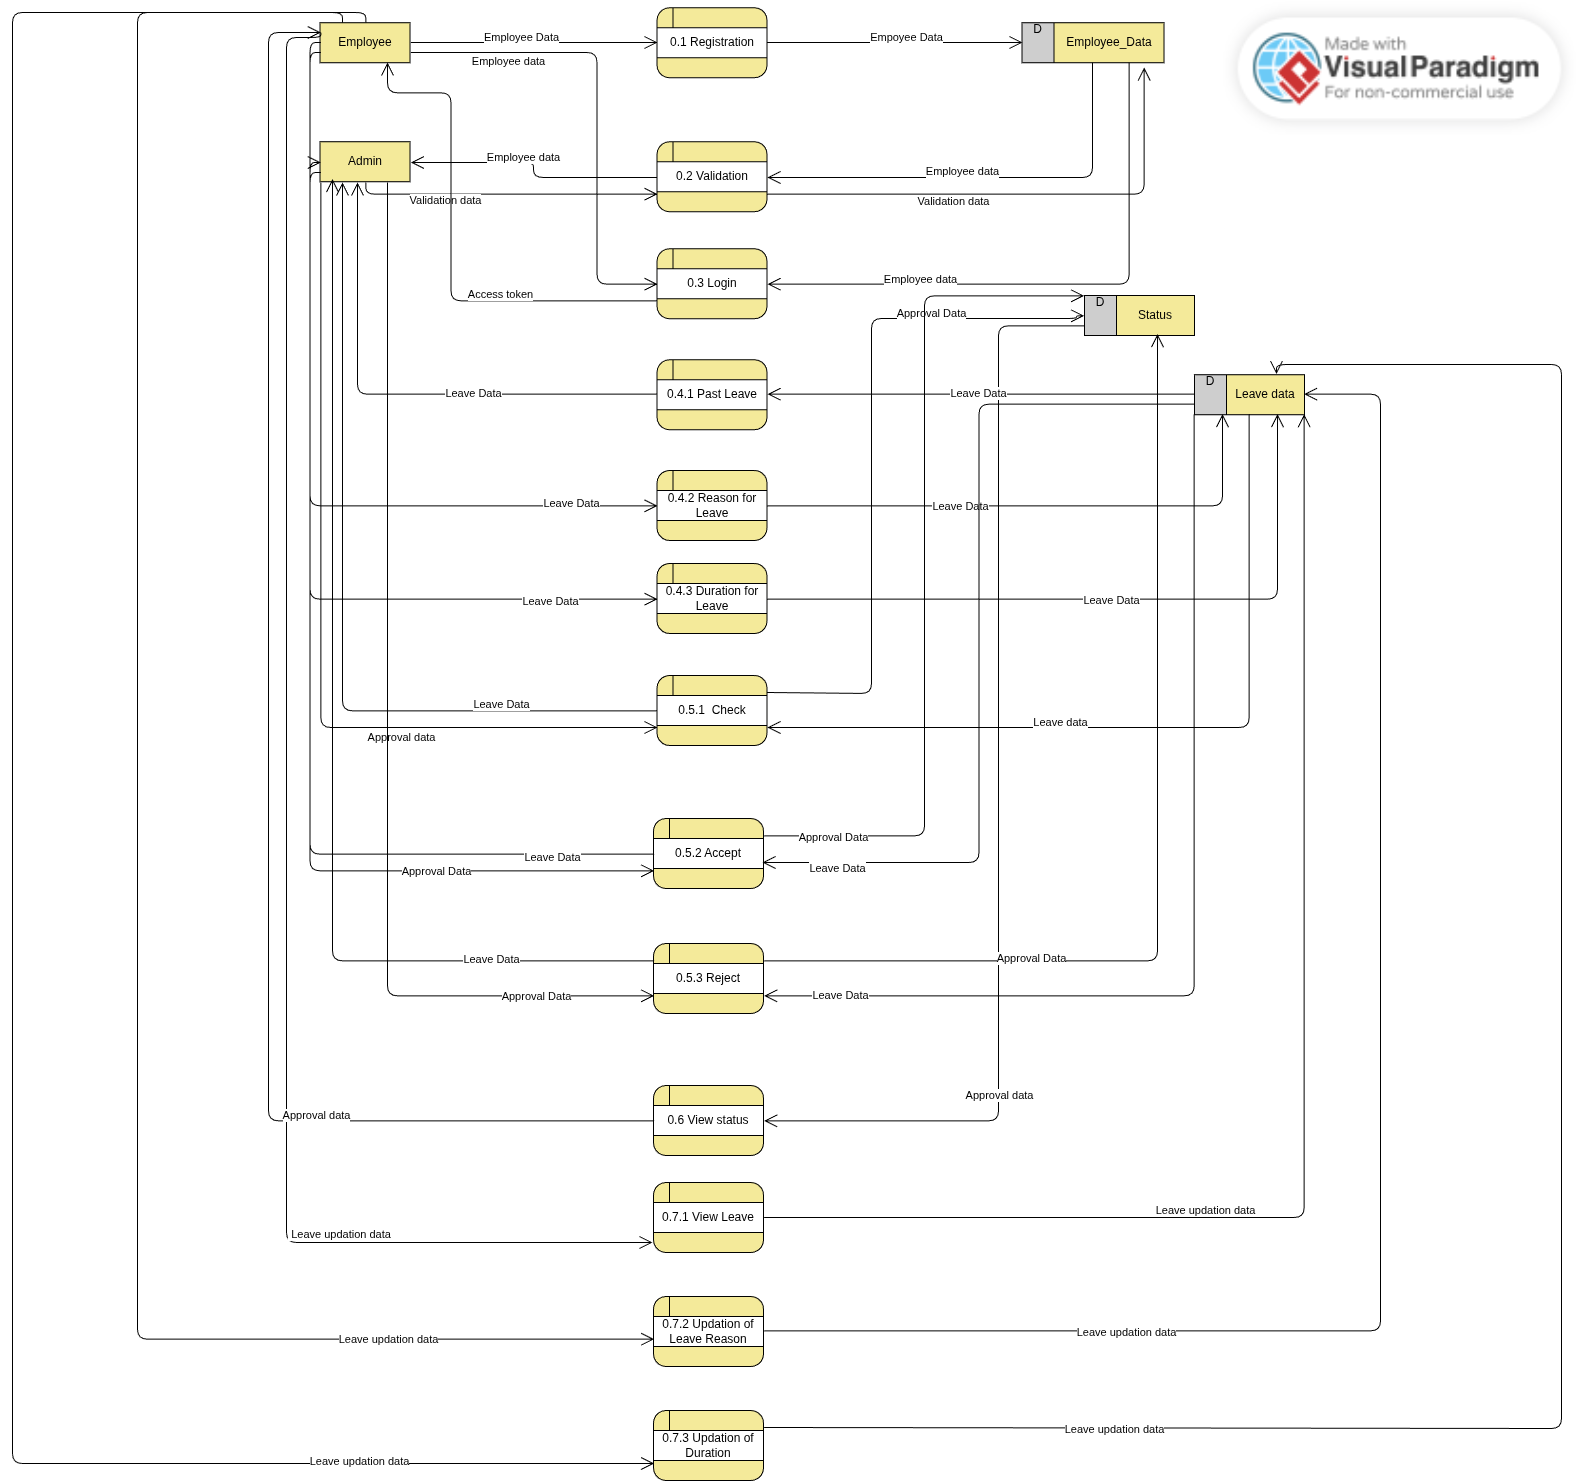 Employee
Employee Data
0.1 Registration
Empoyee Data
D
Employee_Data
Made with
Visual Paradigm
For non-commercial use
Employee data
Admin
Employee data
0.2 Validation
Employee data
Validation data
Validation data
0.3 Login
Employee data
Access token
D
Status
Approval Data
D
Leave data
Leave Data
0.4.1 Past Leave
Leave Data
Leave Data
0.4.2 Reason for
Leave
Leave Data
Leave Data
0.4.3 Duration for
Leave
Leave Data
Leave Data
0.5.1 Check
Leave data
Approval data
Approval Data
Leave Data
0.5.2 Accept
Leave Data
Approval Data
Leave Data
0.5.3 Reject
Approval Data
Approval Data
Leave Data
Approval data
Approval data
0.6 View status
Leave updation data
0.7.1 View Leave
Leave updation data
Leave updation data
0.7.2 Updation of
Leave Reason
Leave updation data
Leave updation data
0.7.3 Updation of
Duration
Leave updation data